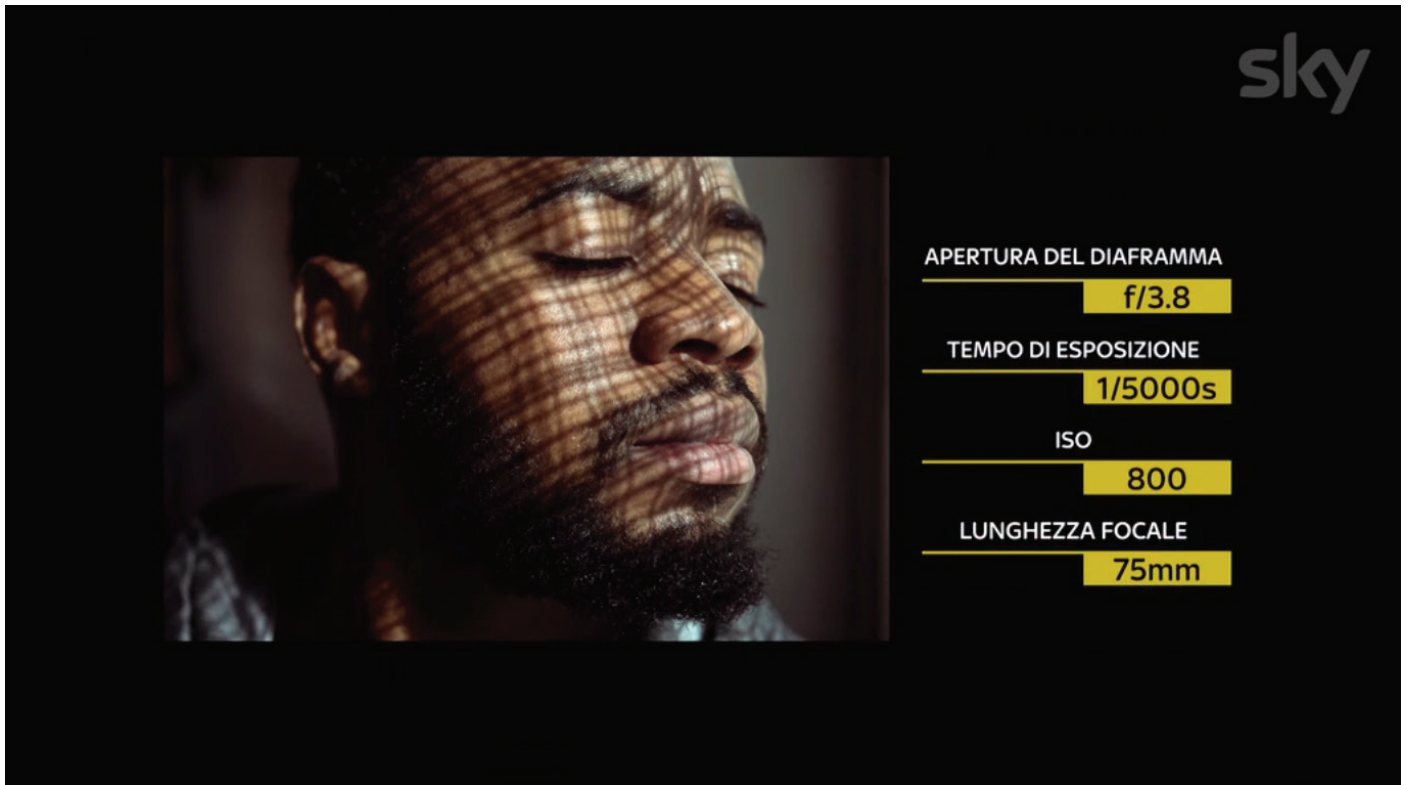 sky
APERTURA DEL DIAFRAMMA
f/3.8
TEMPO DI ESPOSIZIONE
1/5000s
ISO
800
LUNGHEZZA FOCALE
75mm